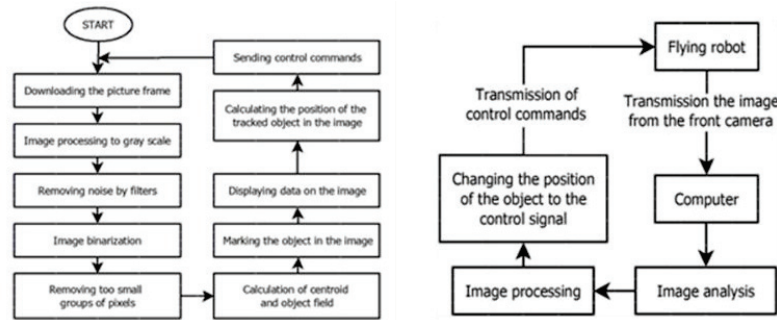 START
Downloading the picture frame
Image processing to gray scale
Removing noise by filters
Image binarization
Removing too small
groups of pixels
Calculation of centroid
and object field
Marking the object in the image
Displaying data on the image
Calculating the position of the
tracked object in the image
Sending control commands
Flying robot
Transmission the image
from the front camera
Computer
Image analysis
Image processing
Changing the position
of the object to the
control signal
Transmission of
control commands